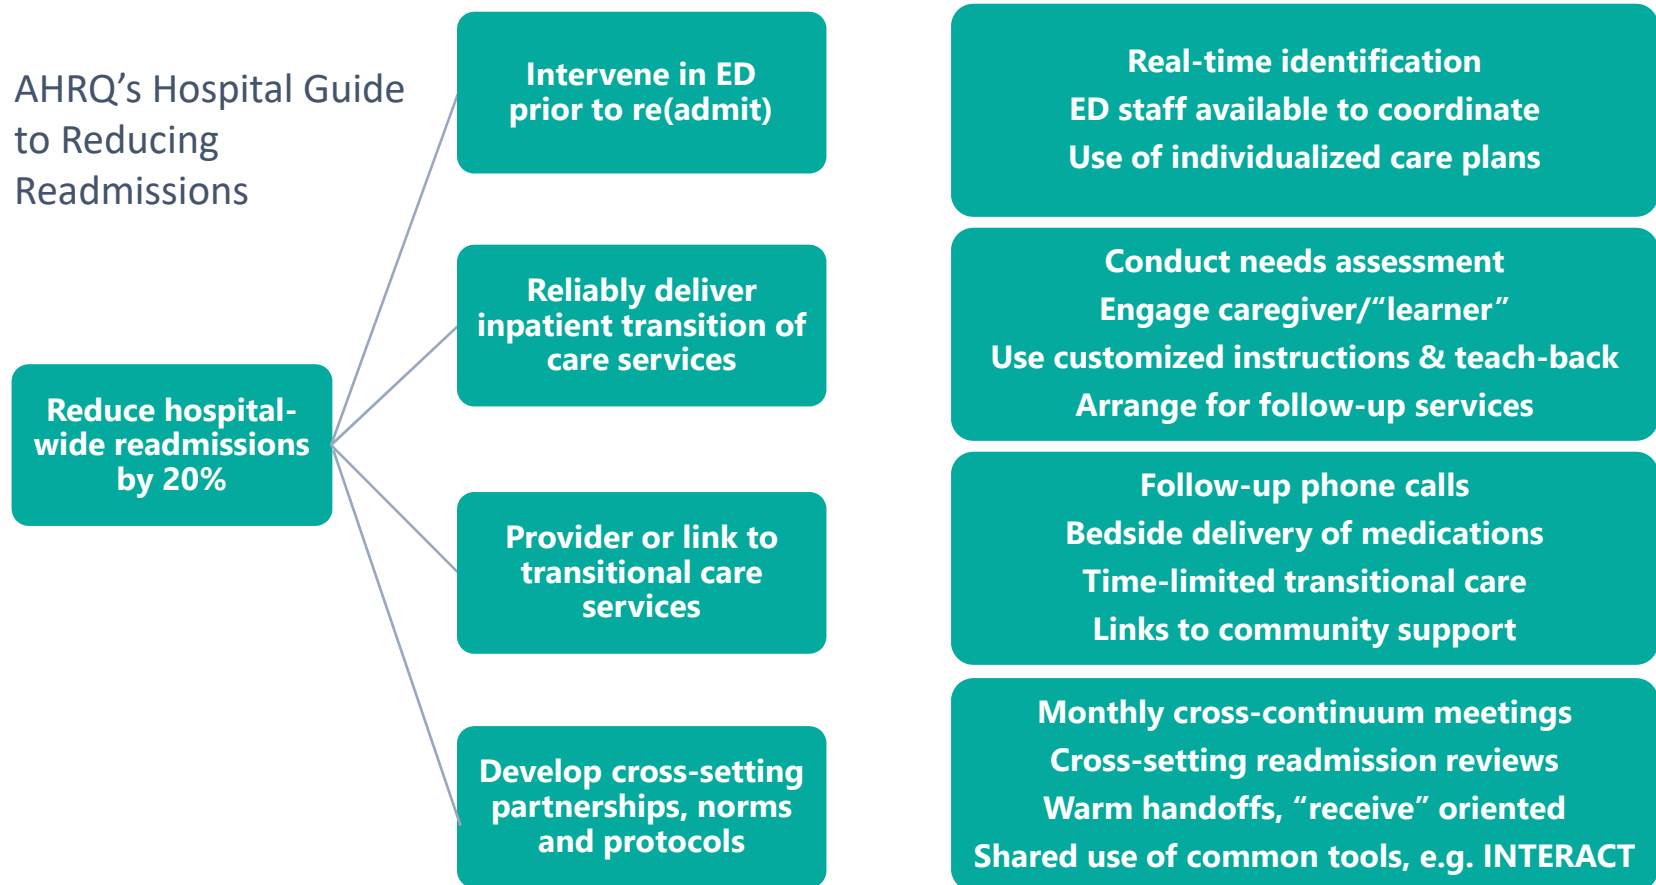 AHRQ’s Hospital Guide
to Reducing
Readmissions
Reduce hospital-
wide readmissions
by 20%
Intervene in ED
prior to re(admit)
Real-time identification
ED staff available to coordinate
Use of individualized care plans
Reliably deliver
inpatient transition of
care services
Conduct needs assessment
Engage caregiver/“learner”
Use customized instructions & teach-back
Arrange for follow-up services
Provider or link to
transitional care
services
Follow-up phone calls
Bedside delivery of medications
Time-limited transitional care
Links to community support
Develop cross-setting
partnerships, norms
and protocols
Monthly cross-continuum meetings
Cross-setting readmission reviews
Warm handoffs, “receive” oriented
Shared use of common tools, e.g. INTERACT